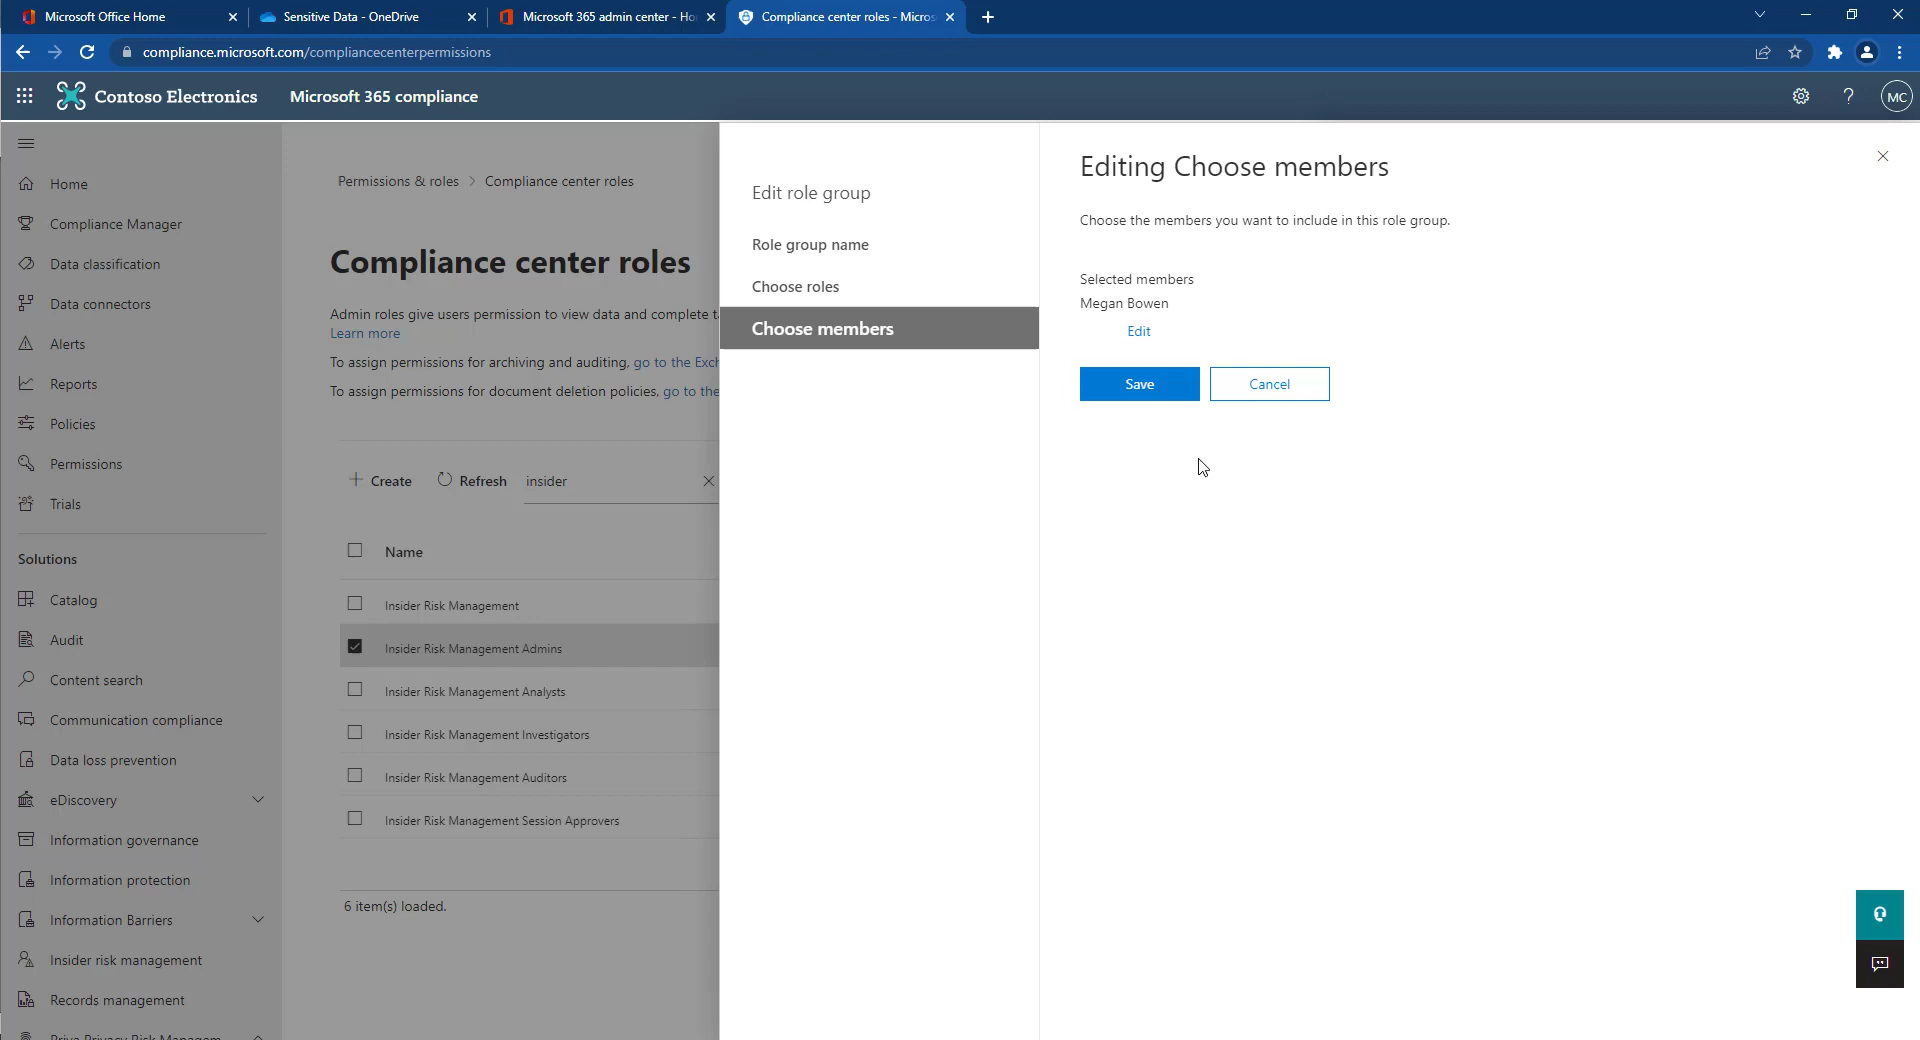 Microsoft Office Home
Sensitive Data - OneDrive
Microsoft 365 admin center - Ho
Compliance center roles - Micros
compliance.microsoft.com/compliancecenterpermissions
Contoso Electronics
Microsoft 365 compliance
MC
Home
Compliance Manager
Data classification
Data connectors
Alerts
Reports
Policies
Permissions
Trials
Solutions
Catalog
Audit
Content search
Communication compliance
Data loss prevention
eDiscovery
Information governance
Information protection
Information Barriers
Insider risk management
Records management
Priva Privacy Risk Managem
Permissions & roles > Compliance center roles
Compliance center roles
Admin roles give users permission to view data and complete t
Learn more
To assign permissions for archiving and auditing, go to the Exch
To assign permissions for document deletion policies, go to the
Create
Refresh
insider
Name
Insider Risk Management
Insider Risk Management Admins
Insider Risk Management Analysts
Insider Risk Management Investigators
Insider Risk Management Auditors
Insider Risk Management Session Approvers
6 item(s) loaded.
Edit role group
Role group name
Choose roles
Choose members
Editing Choose members
Choose the members you want to include in this role group.
Selected members
Megan Bowen
Edit
Save
Cancel